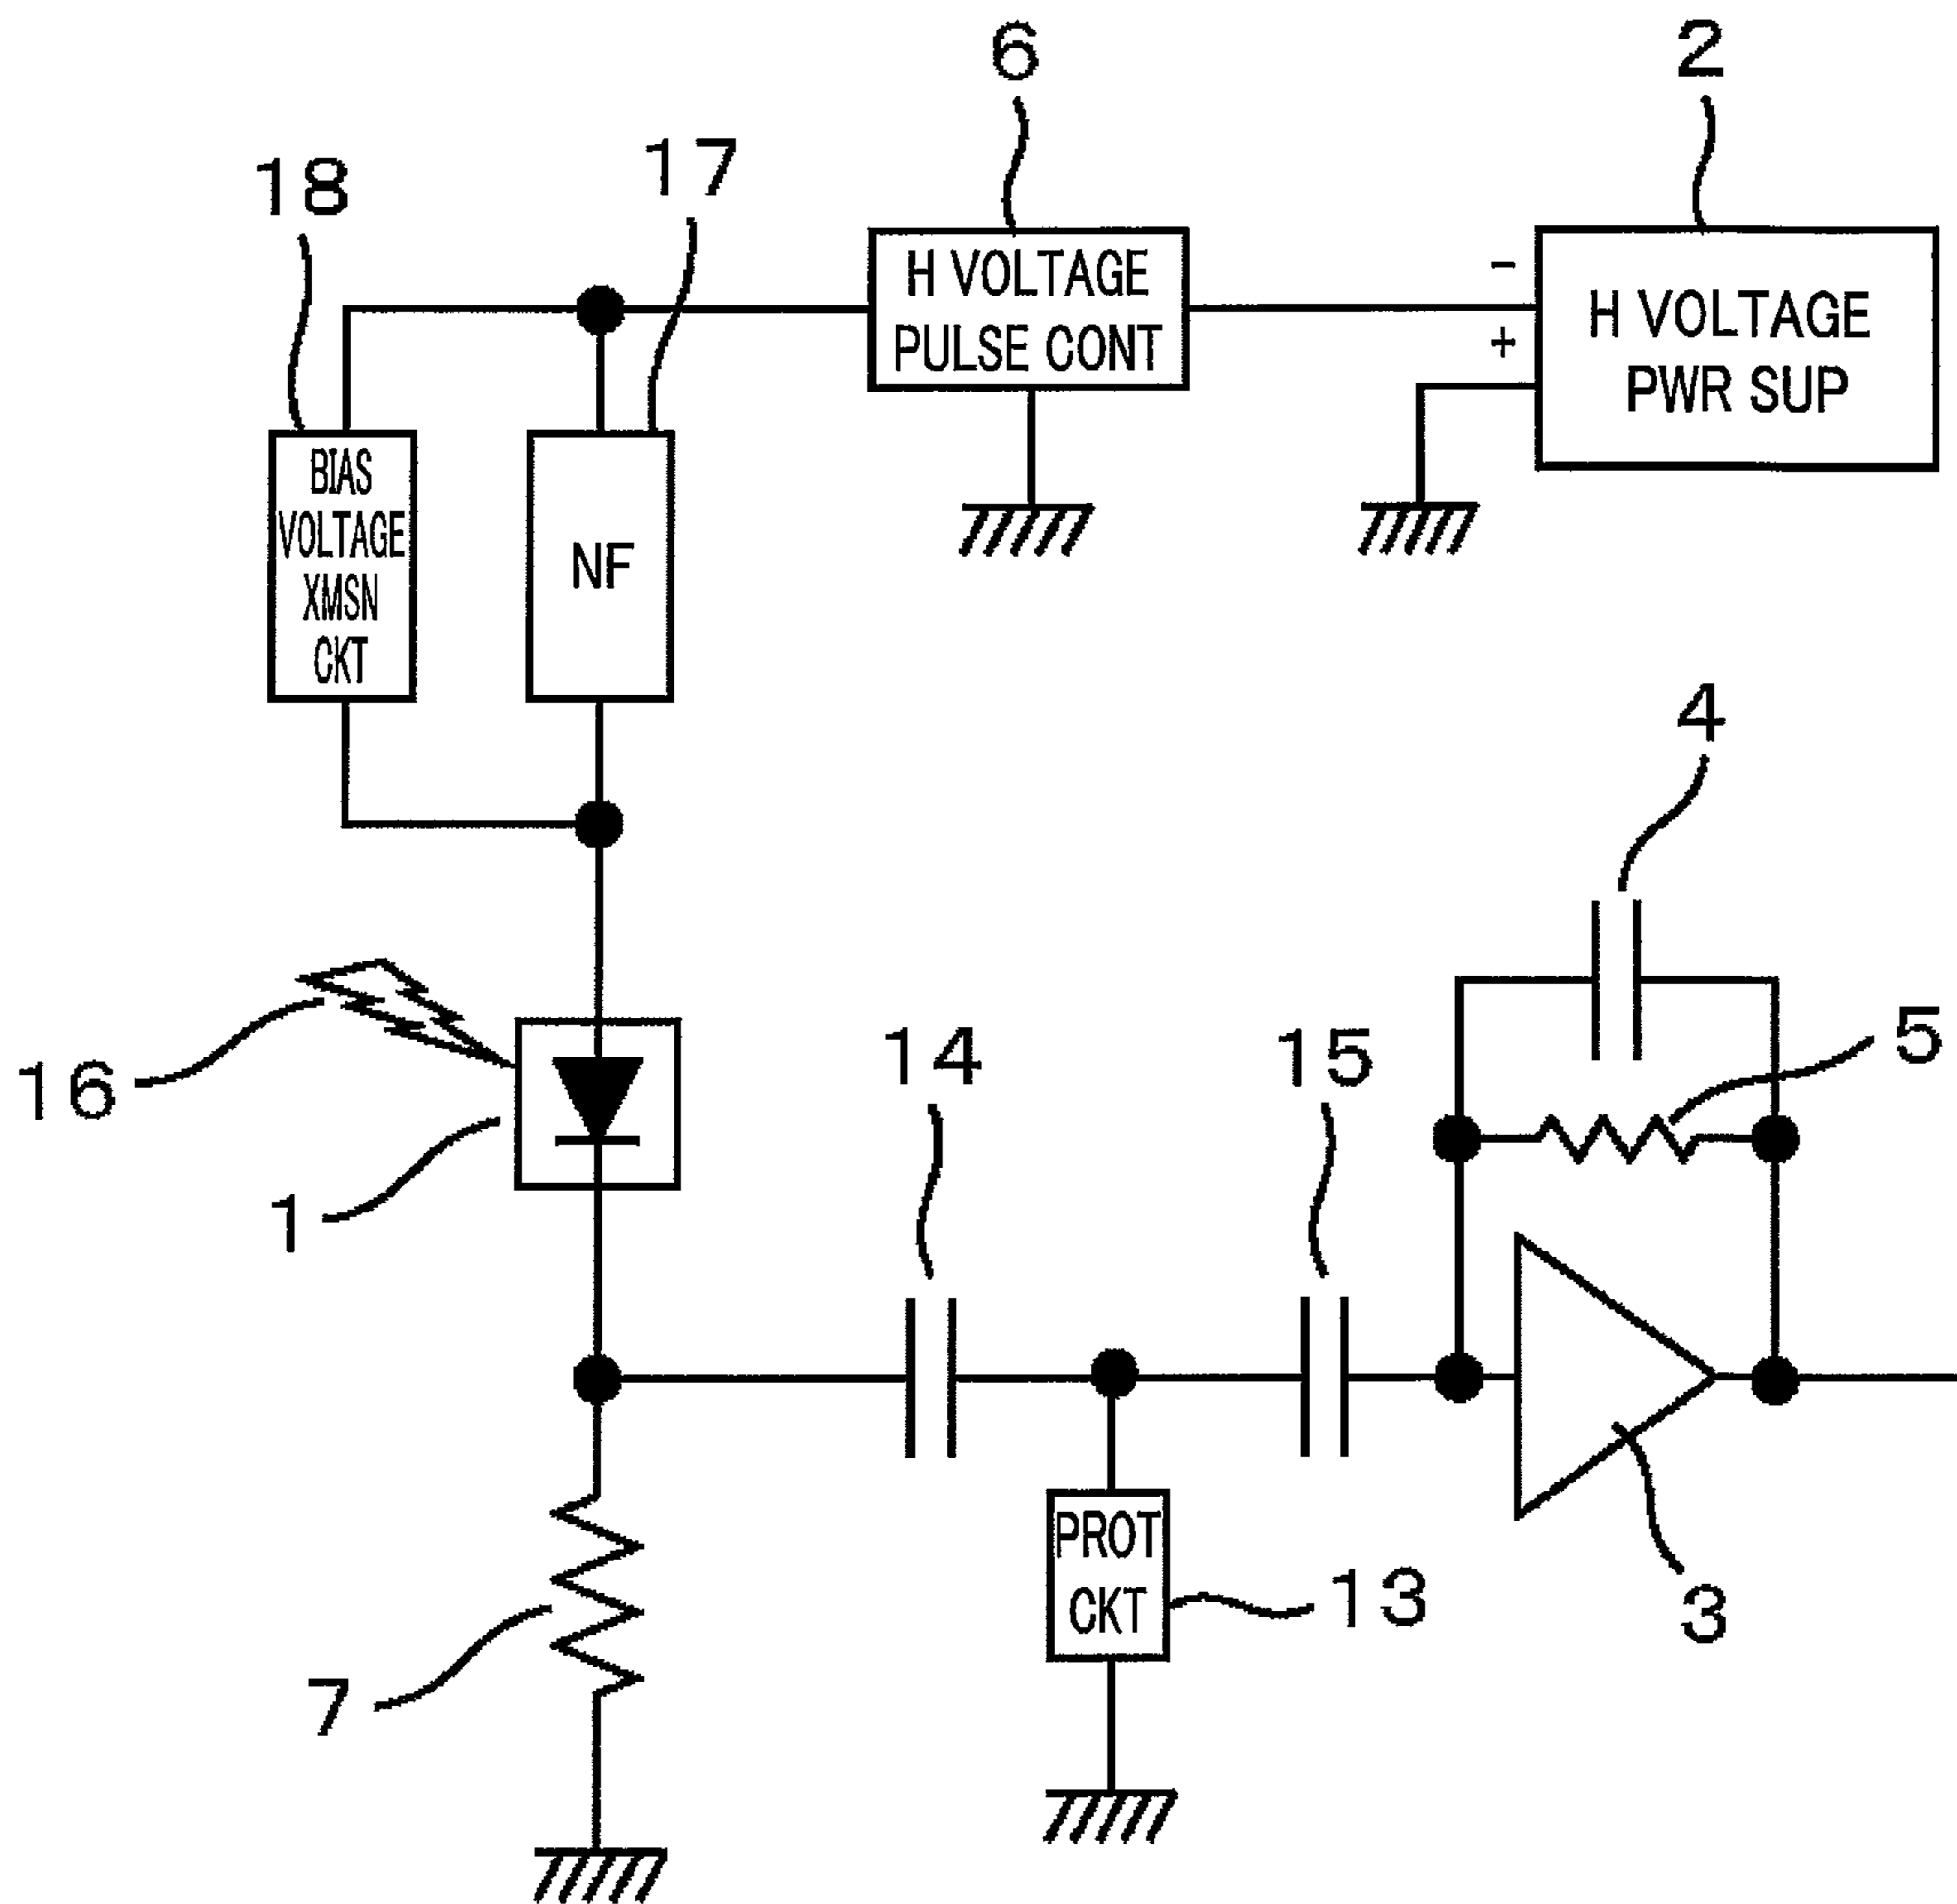 6
2
18
17
H VOLTAGE
PULSE CONT
-
+
H VOLTAGE
PWR SUP
BIAS
VOLTAGE
XMSN
CKT
NF
4
16
1
14
15
5
7
PROT
CKT
13
3